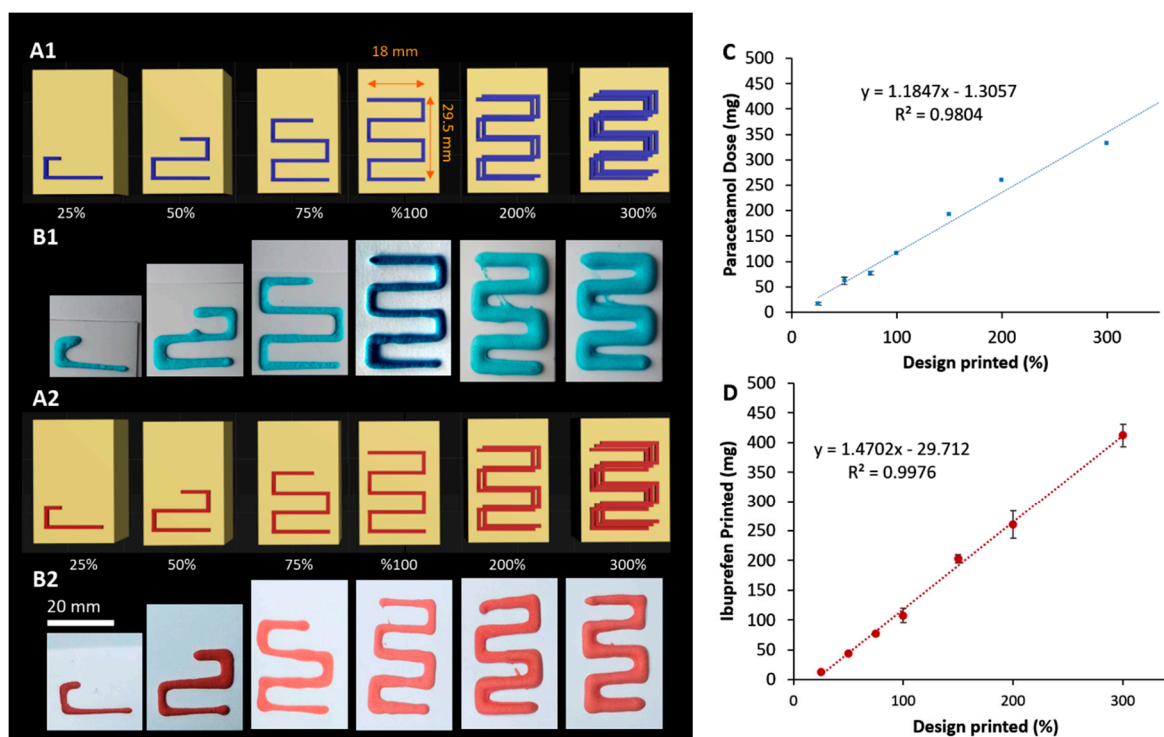 A1
18 mm
29.5 mm
25%
50%
75%
%100
200%
300%
B1
A2
25%
50%
75%
%100
200%
300%
B2
20 mm
C
500
450
400
350
300
250
200
150
100
50
0
0
100
200
300
Paracetamol Dose (mg)
Design printed (%)
y = 1.1847x - 1.3057
R² = 0.9804
D
500
450
400
350
300
250
200
150
100
50
0
0
100
200
300
Ibuprefen Printed (mg)
Design printed (%)
y = 1.4702x - 29.712
R² = 0.9976